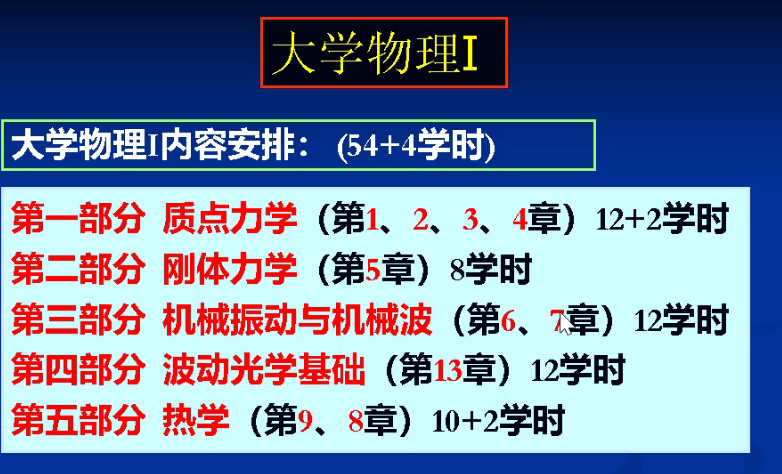 大学物理I
大学物理I内容安排： (54+4学时)
第一部分 质点力学（第1、2、3、4章）12+2学时
第二部分 刚体力学（第5章）8学时
第三部分 机械振动与机械波（第6、7章）12学时
第四部分 波动光学基础（第13章）12学时
第五部分 热学（第9、8章）10+2学时